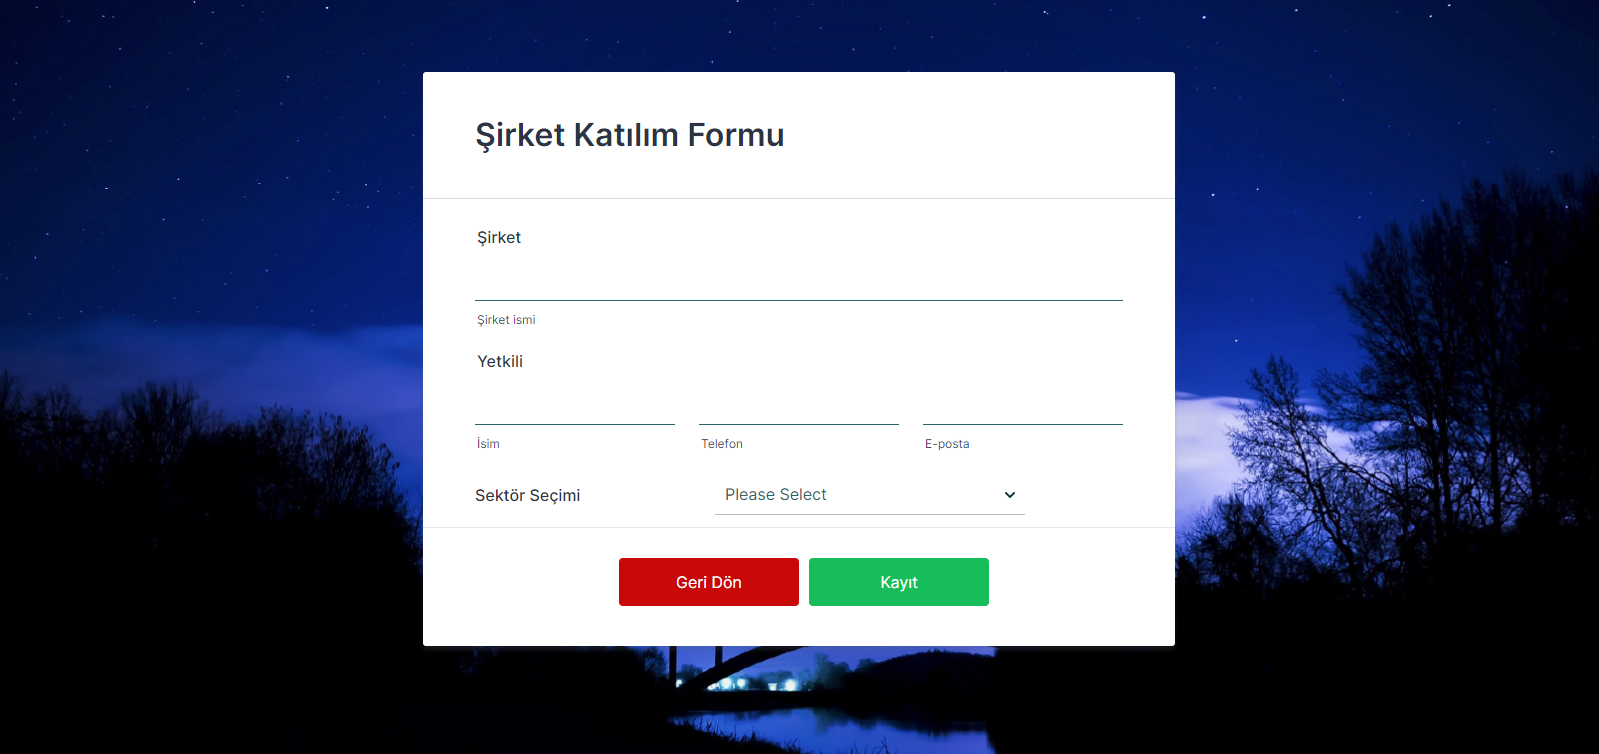 Şirket Katılım Formu
Şirket
Şirket ismi
Yetkili
İsim Telefon E-posta
Sektör Seçimi Please Select
Geri Dön Kayıt